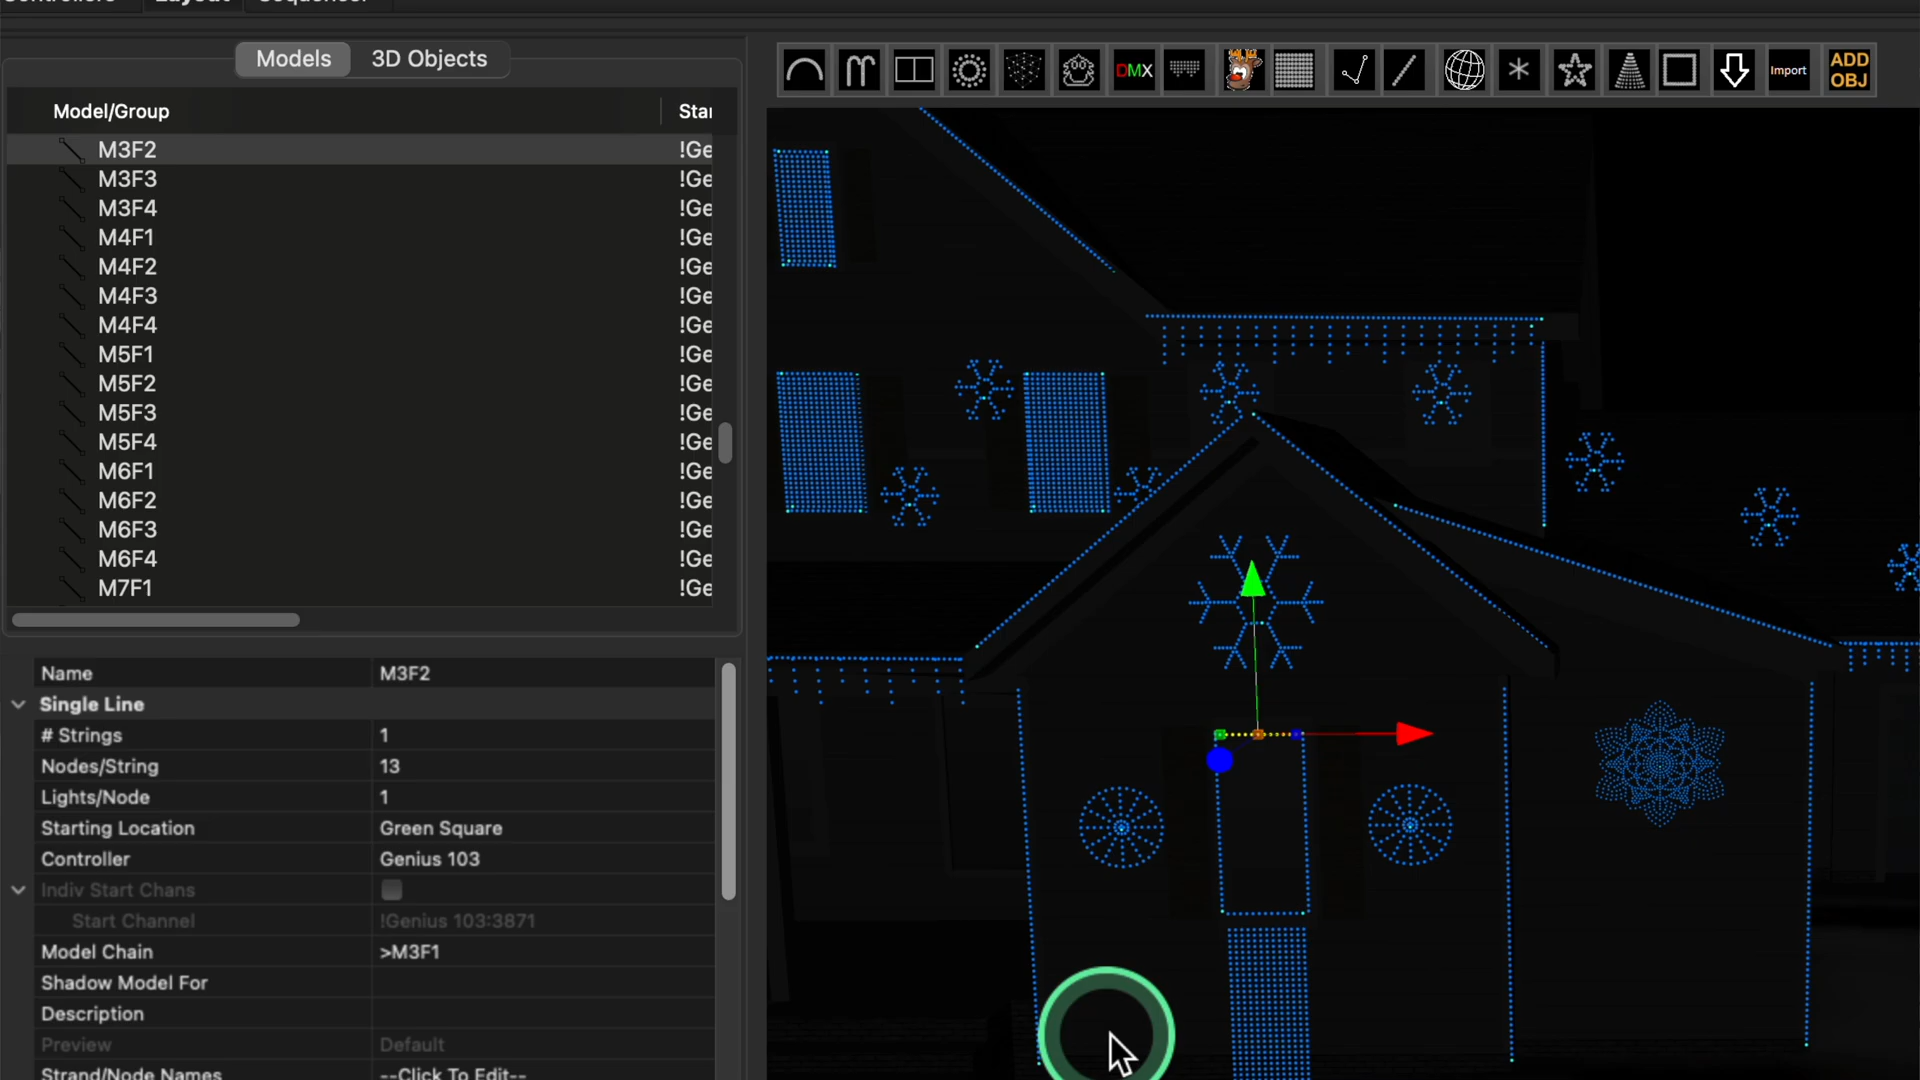 Controllers Layout Sequencer
Models 3D Objects
DMX Import ADD OBJ
Model/Group Star
M3F2 !Ge
M3F3 !Ge
M3F4 !Ge
M4F1 !Ge
M4F2 !Ge
M4F3 !Ge
M4F4 !Ge
M5F1 !Ge
M5F2 !Ge
M5F3 !Ge
M5F4 !Ge
M6F1 !Ge
M6F2 !Ge
M6F3 !Ge
M6F4 !Ge
M7F1 !Ge
Name M3F2
Single Line
# Strings 1
Nodes/String 13
Lights/Node 1
Starting Location Green Square
Controller Genius 103
Indiv Start Chans
Start Channel !Genius 103:3871
Model Chain >M3F1
Shadow Model For
Description
Preview Default
Strand/Node Names --Click To Edit--